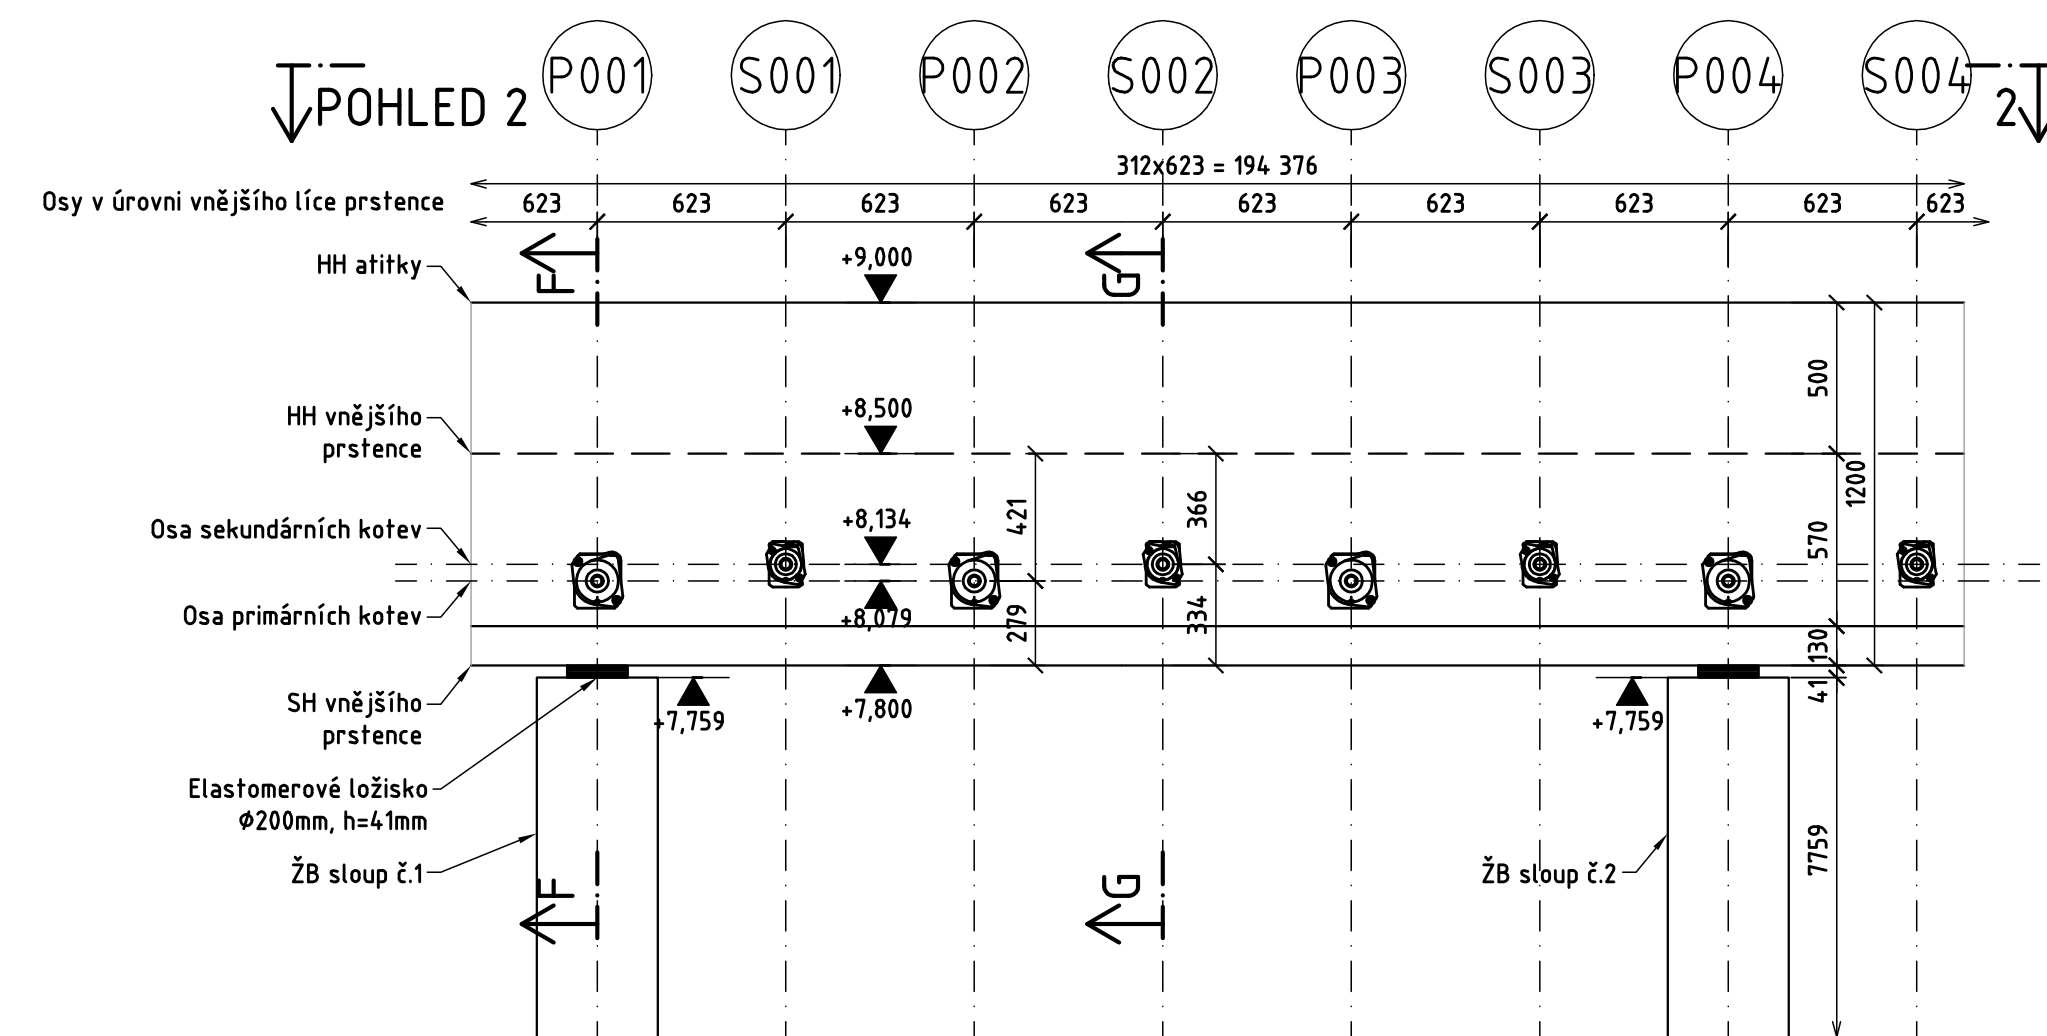 P001 S001 P002 S002 P003 S003 P004 S004
POHLED 2
2
312x623 = 194 376
Osy v úrovni vnějšího líce prstence
623 623 623 623 623 623 623 623 623
HH atitky
F
G
+9,000
500
HH vnějšího
prstence
+8,500
1200
421
366
570
Osa sekundárních kotev
+8,134
Osa primárních kotev
+8,079
279
334
130
SH vnějšího
prstence
+7,759
+7,800
+7,759
41
Elastomerové ložisko
Ø200mm, h=41mm
ŽB sloup č.1
F
G
ŽB sloup č.2
7759